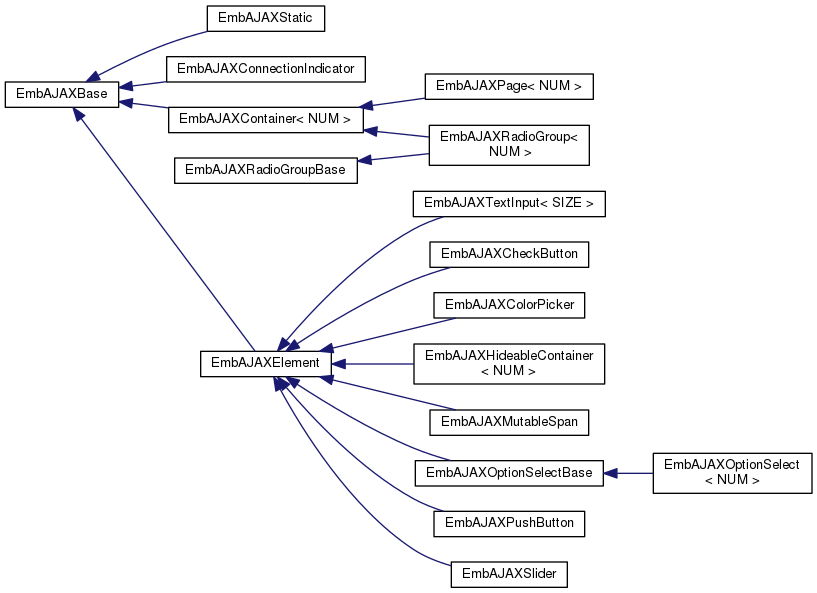 EmbAJAXStatic
EmbAJAXConnectionIndicator
EmbAJAXBase
EmbAJAXPage< NUM >
EmbAJAXContainer< NUM >
EmbAJAXRadioGroup<
NUM >
EmbAJAXRadioGroupBase
EmbAJAXTextInput< SIZE >
EmbAJAXCheckButton
EmbAJAXColorPicker
EmbAJAXElement
EmbAJAXHideableContainer
< NUM >
EmbAJAXMutableSpan
EmbAJAXOptionSelectBase
EmbAJAXOptionSelect
< NUM >
EmbAJAXPushButton
EmbAJAXSlider